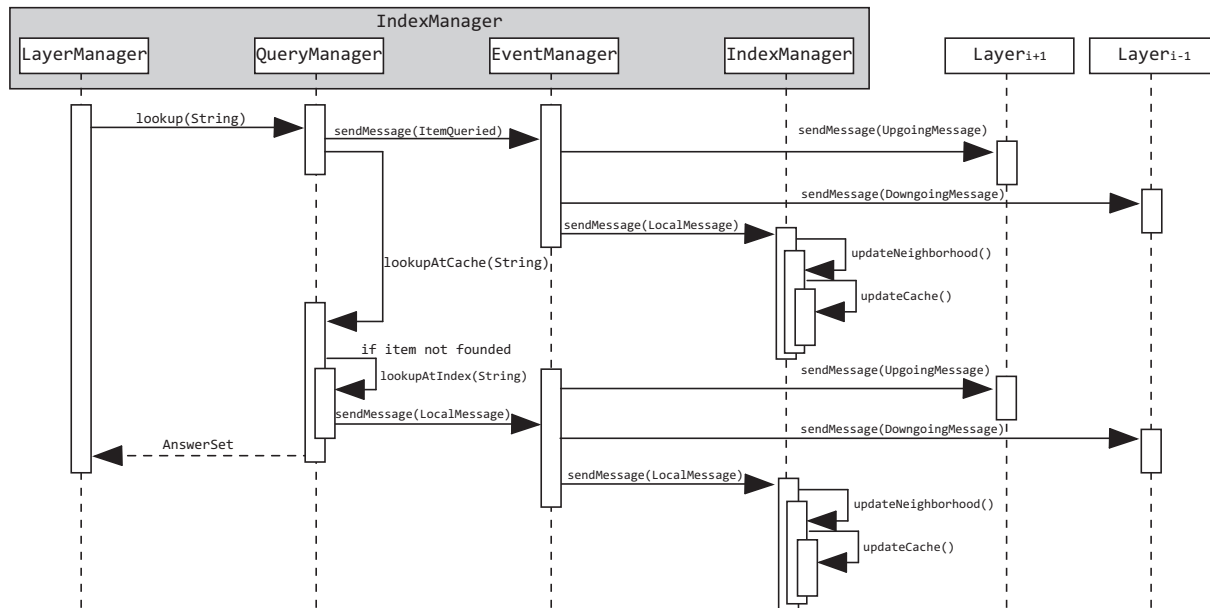 IndexManager
LayerManager
QueryManager
EventManager
IndexManager
Layeri+1
Layeri-1
lookup(String)
sendMessage(ItemQueried)
sendMessage(UpgoingMessage)
sendMessage(DowngoingMessage)
sendMessage(LocalMessage)
updateNeighborhood()
lookupAtCache(String)
updateCache()
if item not founded
lookupAtIndex(String)
sendMessage(UpgoingMessage)
sendMessage(LocalMessage)
sendMessage(DowngoingMessage)
AnswerSet
sendMessage(LocalMessage)
updateNeighborhood()
updateCache()